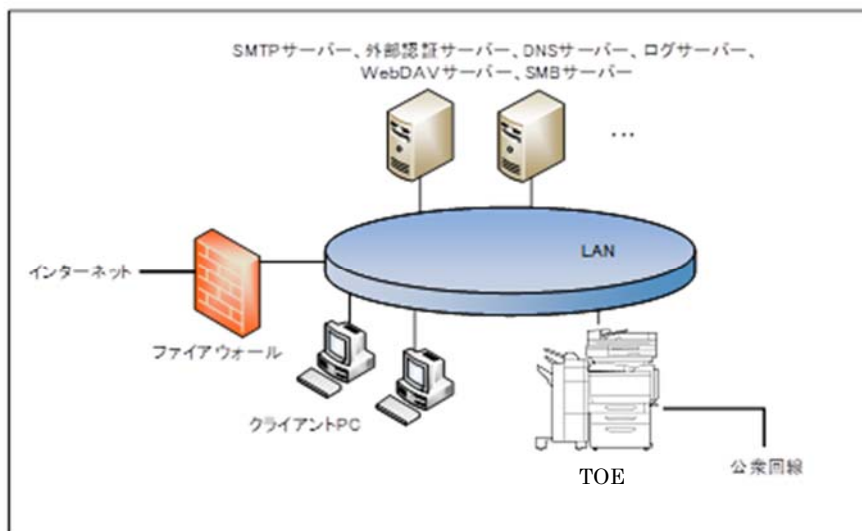 SMTPサーバー、外部認証サーバー、DNSサーバー、ログサーバー、
WebDAVサーバー、SMBサーバー
...
LAN
インターネット
ファイアウォール
クライアントPC
TOE
公衆回線